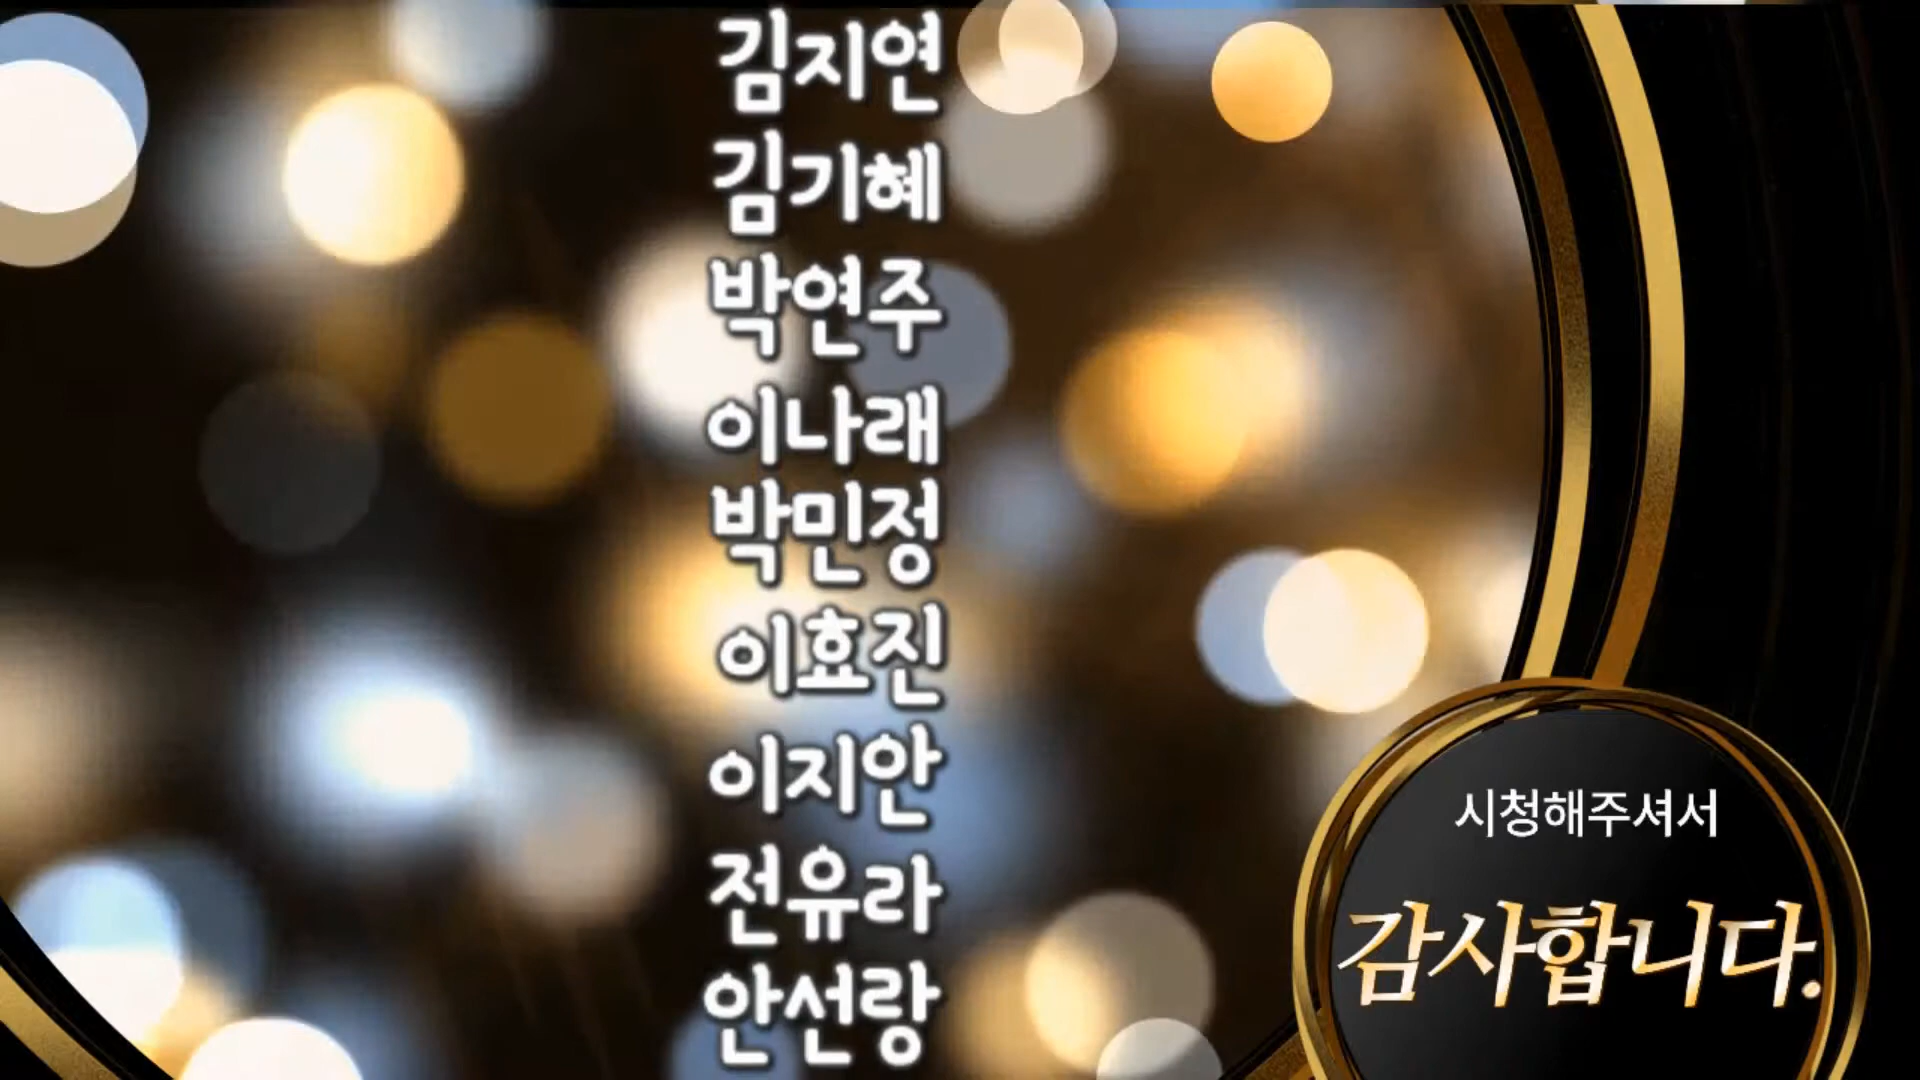 김지연
김기혜
박연주
이나래
박민정
이효진
이지안
전유라
안선랑
시청해주셔서
감사합니다.